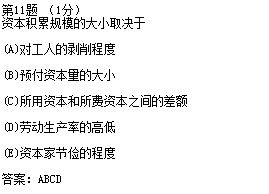 第11题 （1分）
资本积累规模的大小取决于
(A)对工人的剥削程度
(B)预付资本量的大小
(C)所用资本和所费资本之间的差额
(D)劳动生产率的高低
(E)资本家节俭的程度
答案：ABCD